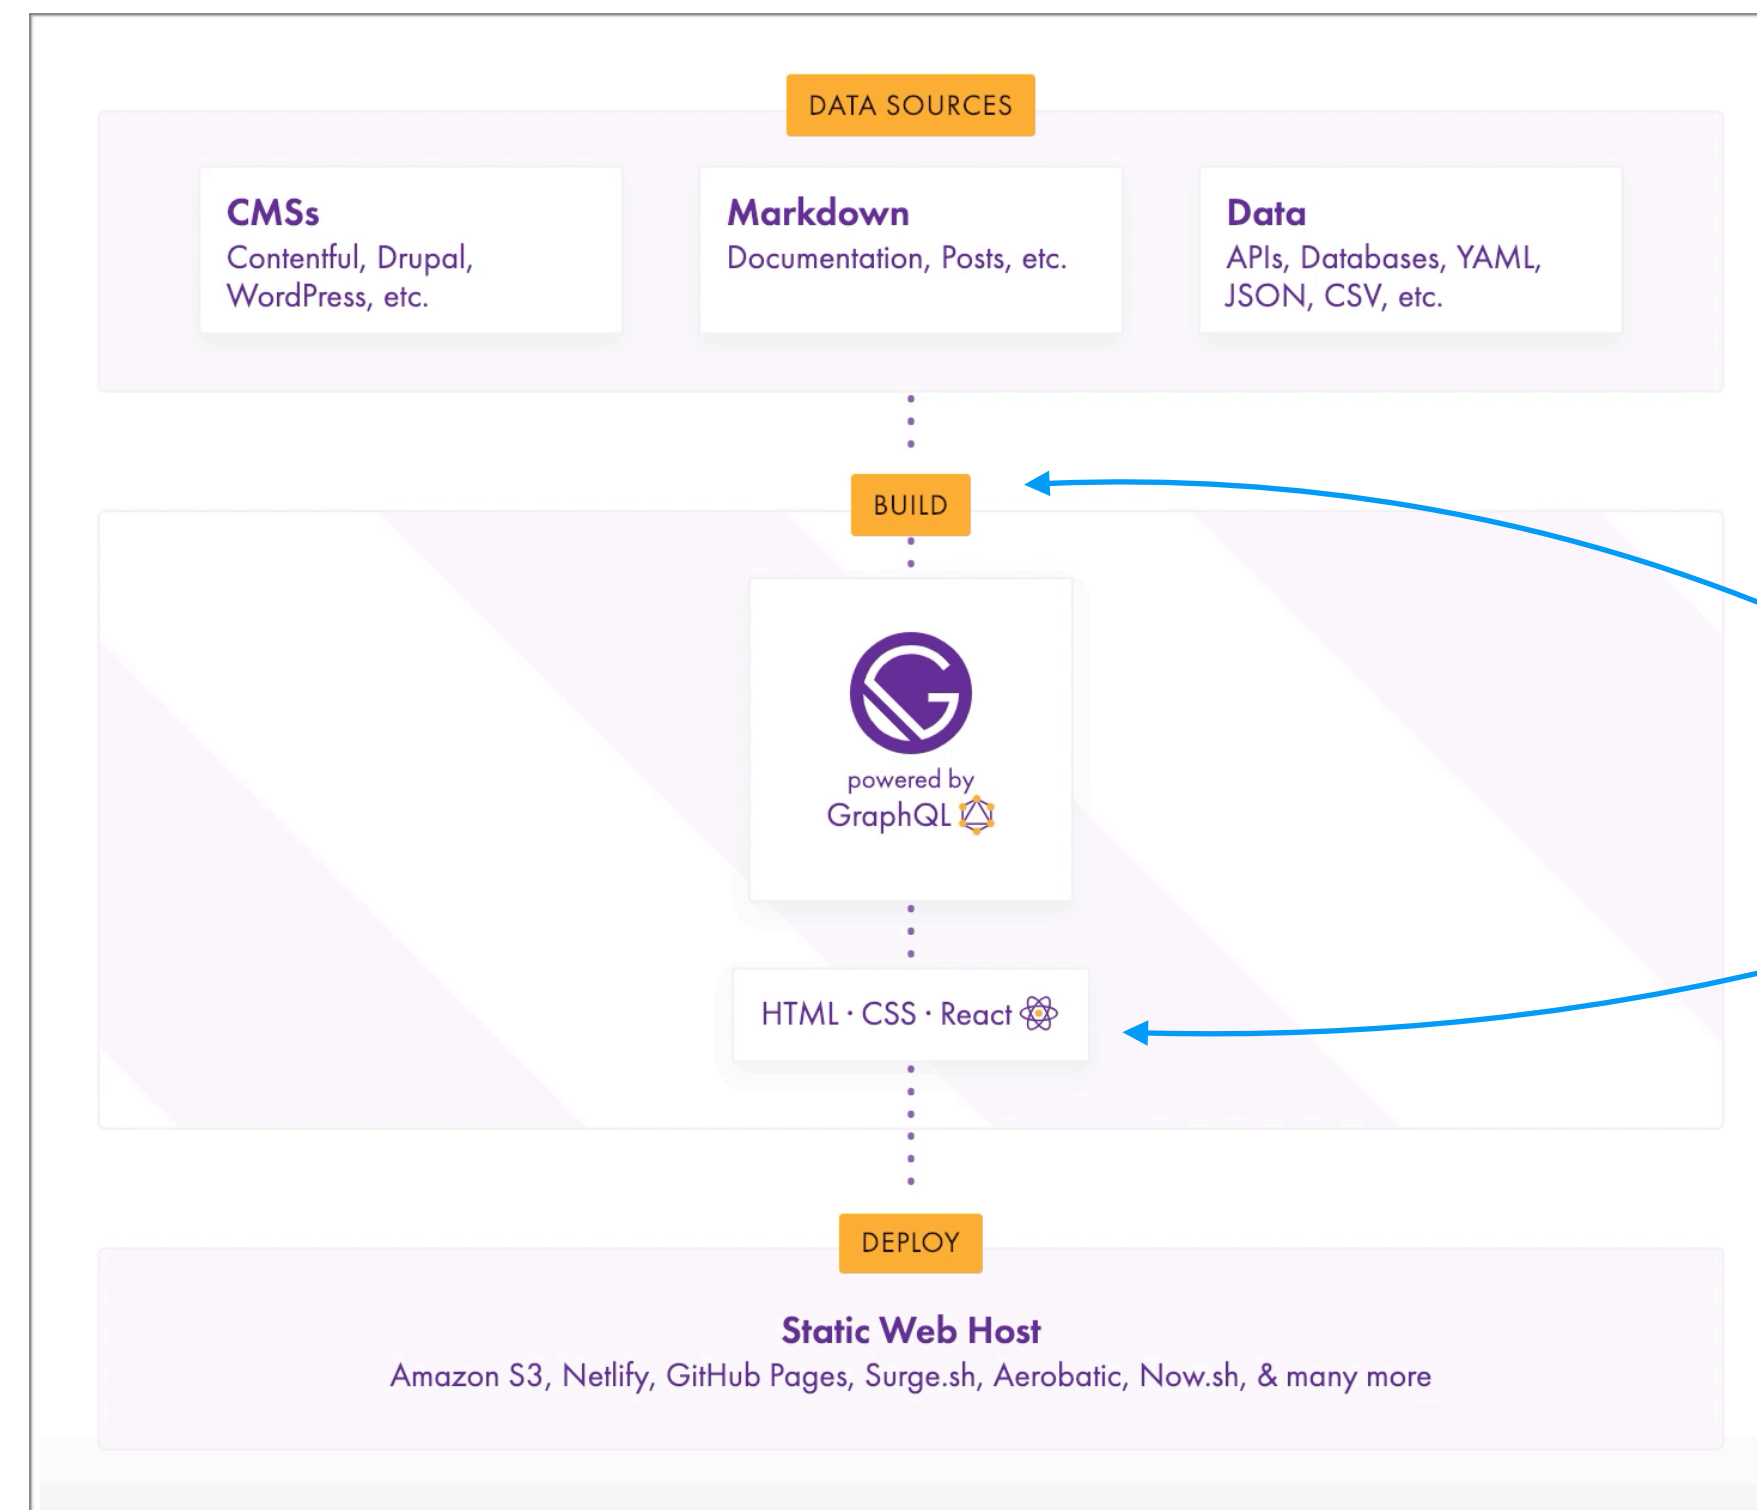 DATA SOURCES
CMSs
Contentful, Drupal,
WordPress, etc.
Markdown
Documentation, Posts, etc.
Data
APIs, Databases, YAML,
JSON, CSV, etc.
BUILD
powered by
GraphQL
HTML · CSS · React
DEPLOY
Static Web Host
Amazon S3, Netlify, GitHub Pages, Surge.sh, Aerobatic, Now.sh, & many more